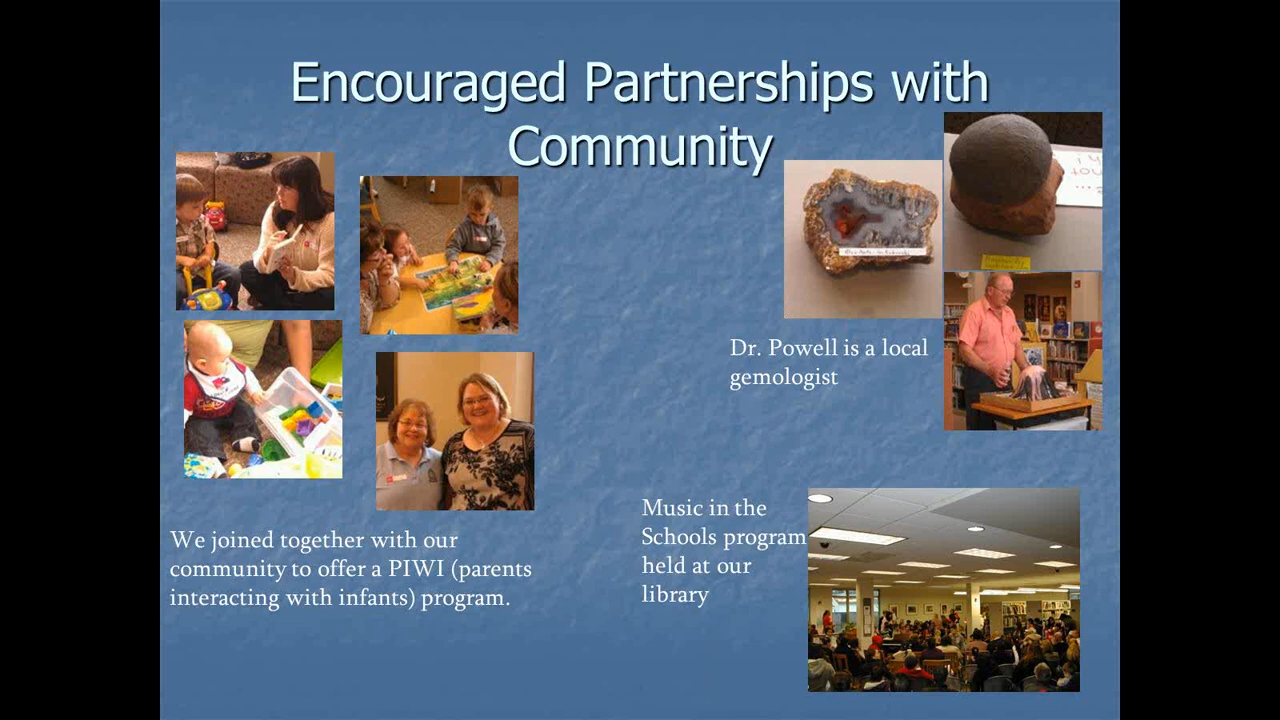 Encouraged Partnerships with
Community
Dr. Powell is a local
gemologist
We joined together with our
community to offer a PIWI (parents
interacting with infants) program.
Music in the
Schools program
held at our
library